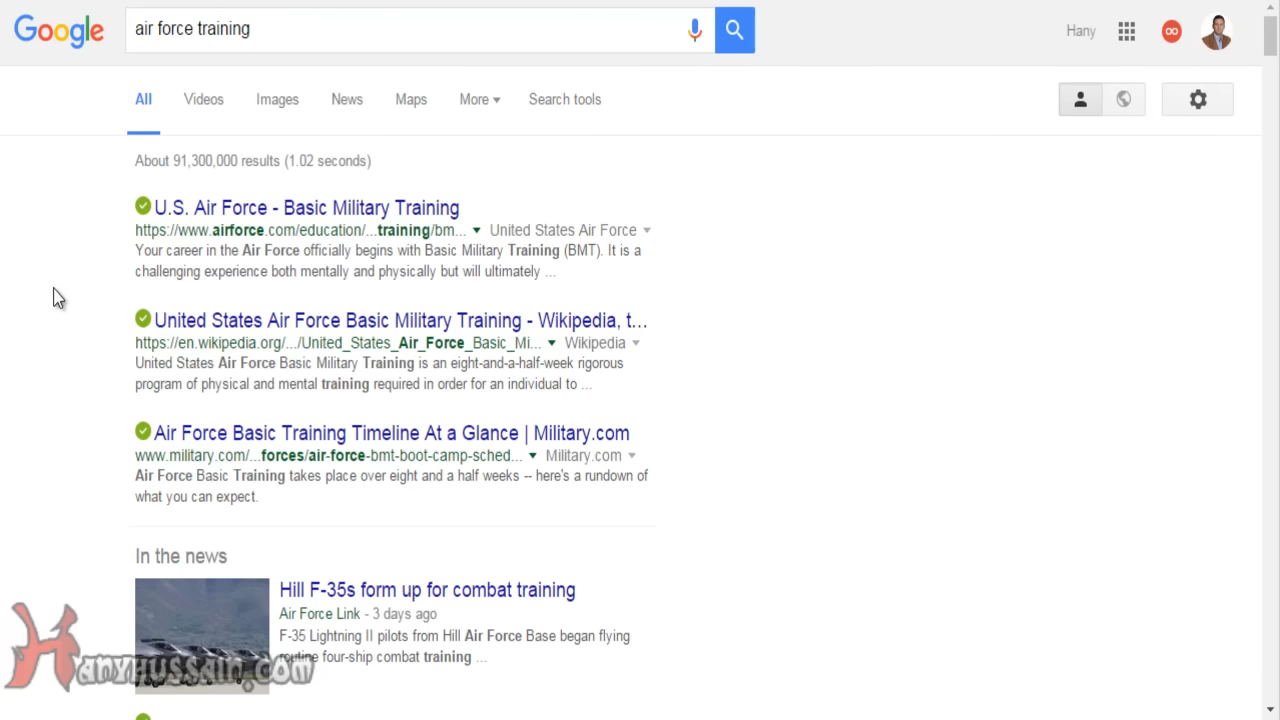 Google
air force training
Hany
All Videos Images News Maps More Search tools
About 91,300,000 results (1.02 seconds)
U.S. Air Force - Basic Military Training
https://www.airforce.com/education/...training/bm... United States Air Force
Your career in the Air Force officially begins with Basic Military Training (BMT). It is a
challenging experience both mentally and physically but will ultimately ...
United States Air Force Basic Military Training - Wikipedia, t...
https://en.wikipedia.org/.../United_States_Air_Force_Basic_Mi... Wikipedia
United States Air Force Basic Military Training is an eight-and-a-half-week rigorous
program of physical and mental training required in order for an individual to ...
Air Force Basic Training Timeline At a Glance | Military.com
www.military.com/...forces/air-force-bmt-boot-camp-sched... Military.com
Air Force Basic Training takes place over eight and a half weeks -- here's a rundown of
what you can expect.
In the news
Hill F-35s form up for combat training
Air Force Link - 3 days ago
F-35 Lightning II pilots from Hill Air Force Base began flying
routine four-ship combat training ...
HanyHussain.com